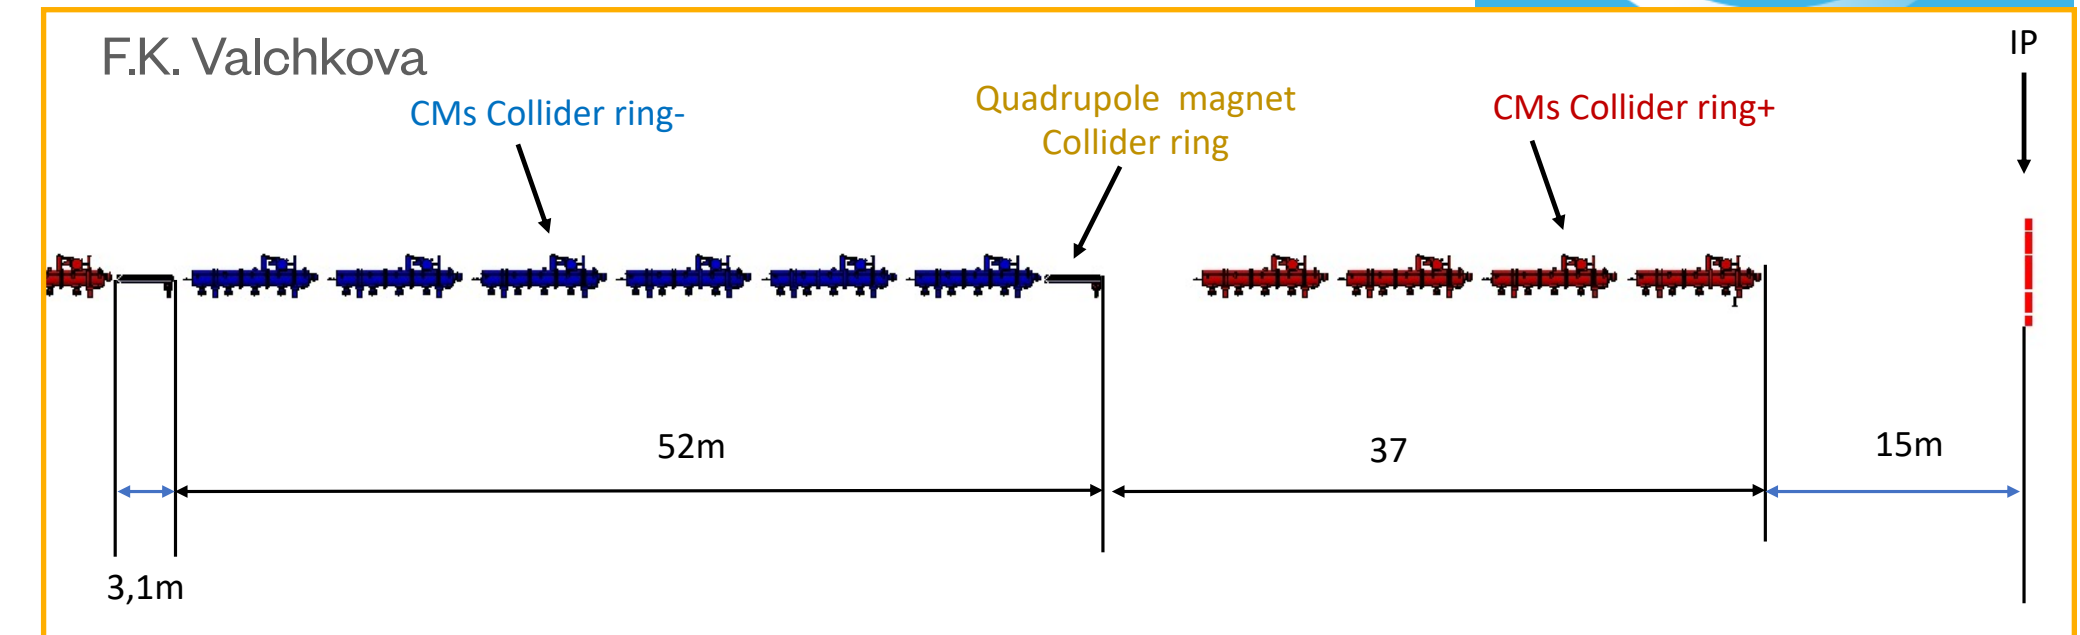 F.K. Valchkova
IP
CMs Collider ring-
Quadrupole magnet
Collider ring
CMs Collider ring+
52m
37
15m
3,1m